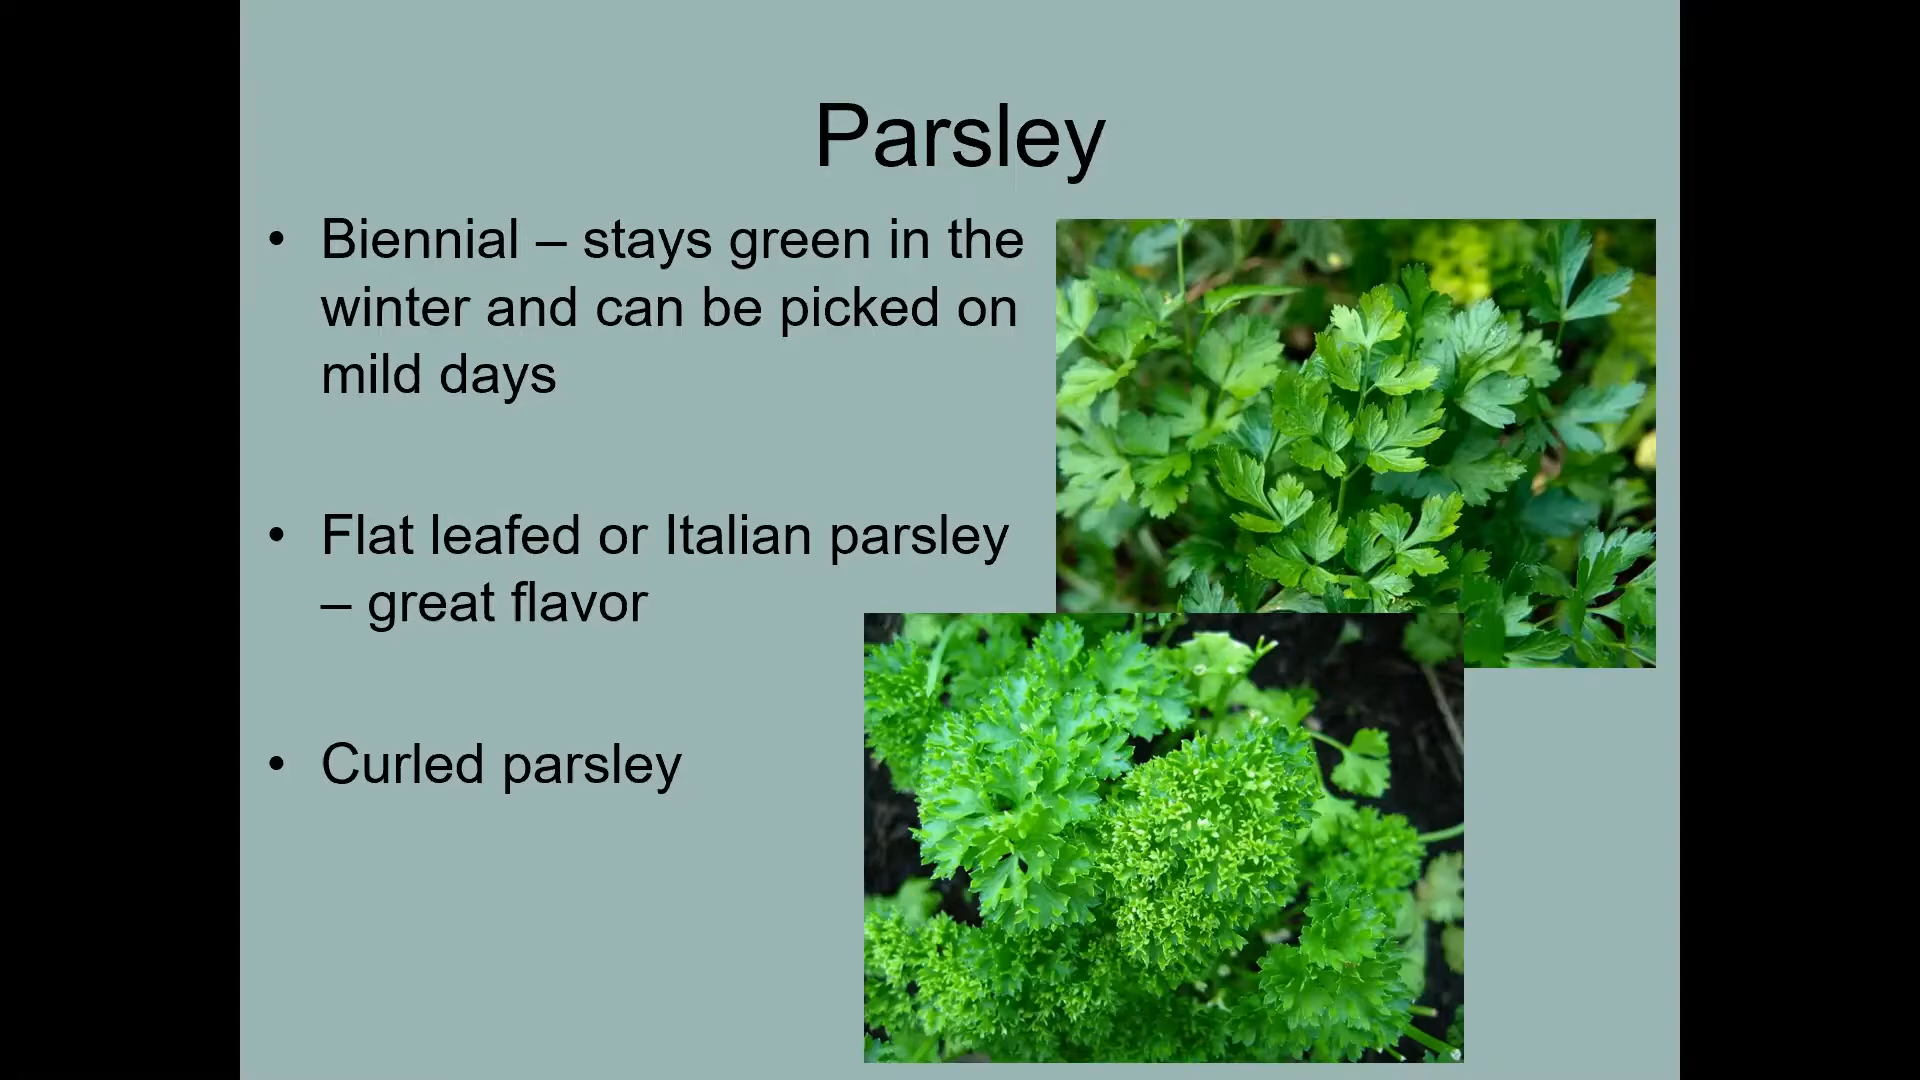 Parsley
• Biennial – stays green in the
winter and can be picked on
mild days
• Flat leafed or Italian parsley
– great flavor
• Curled parsley